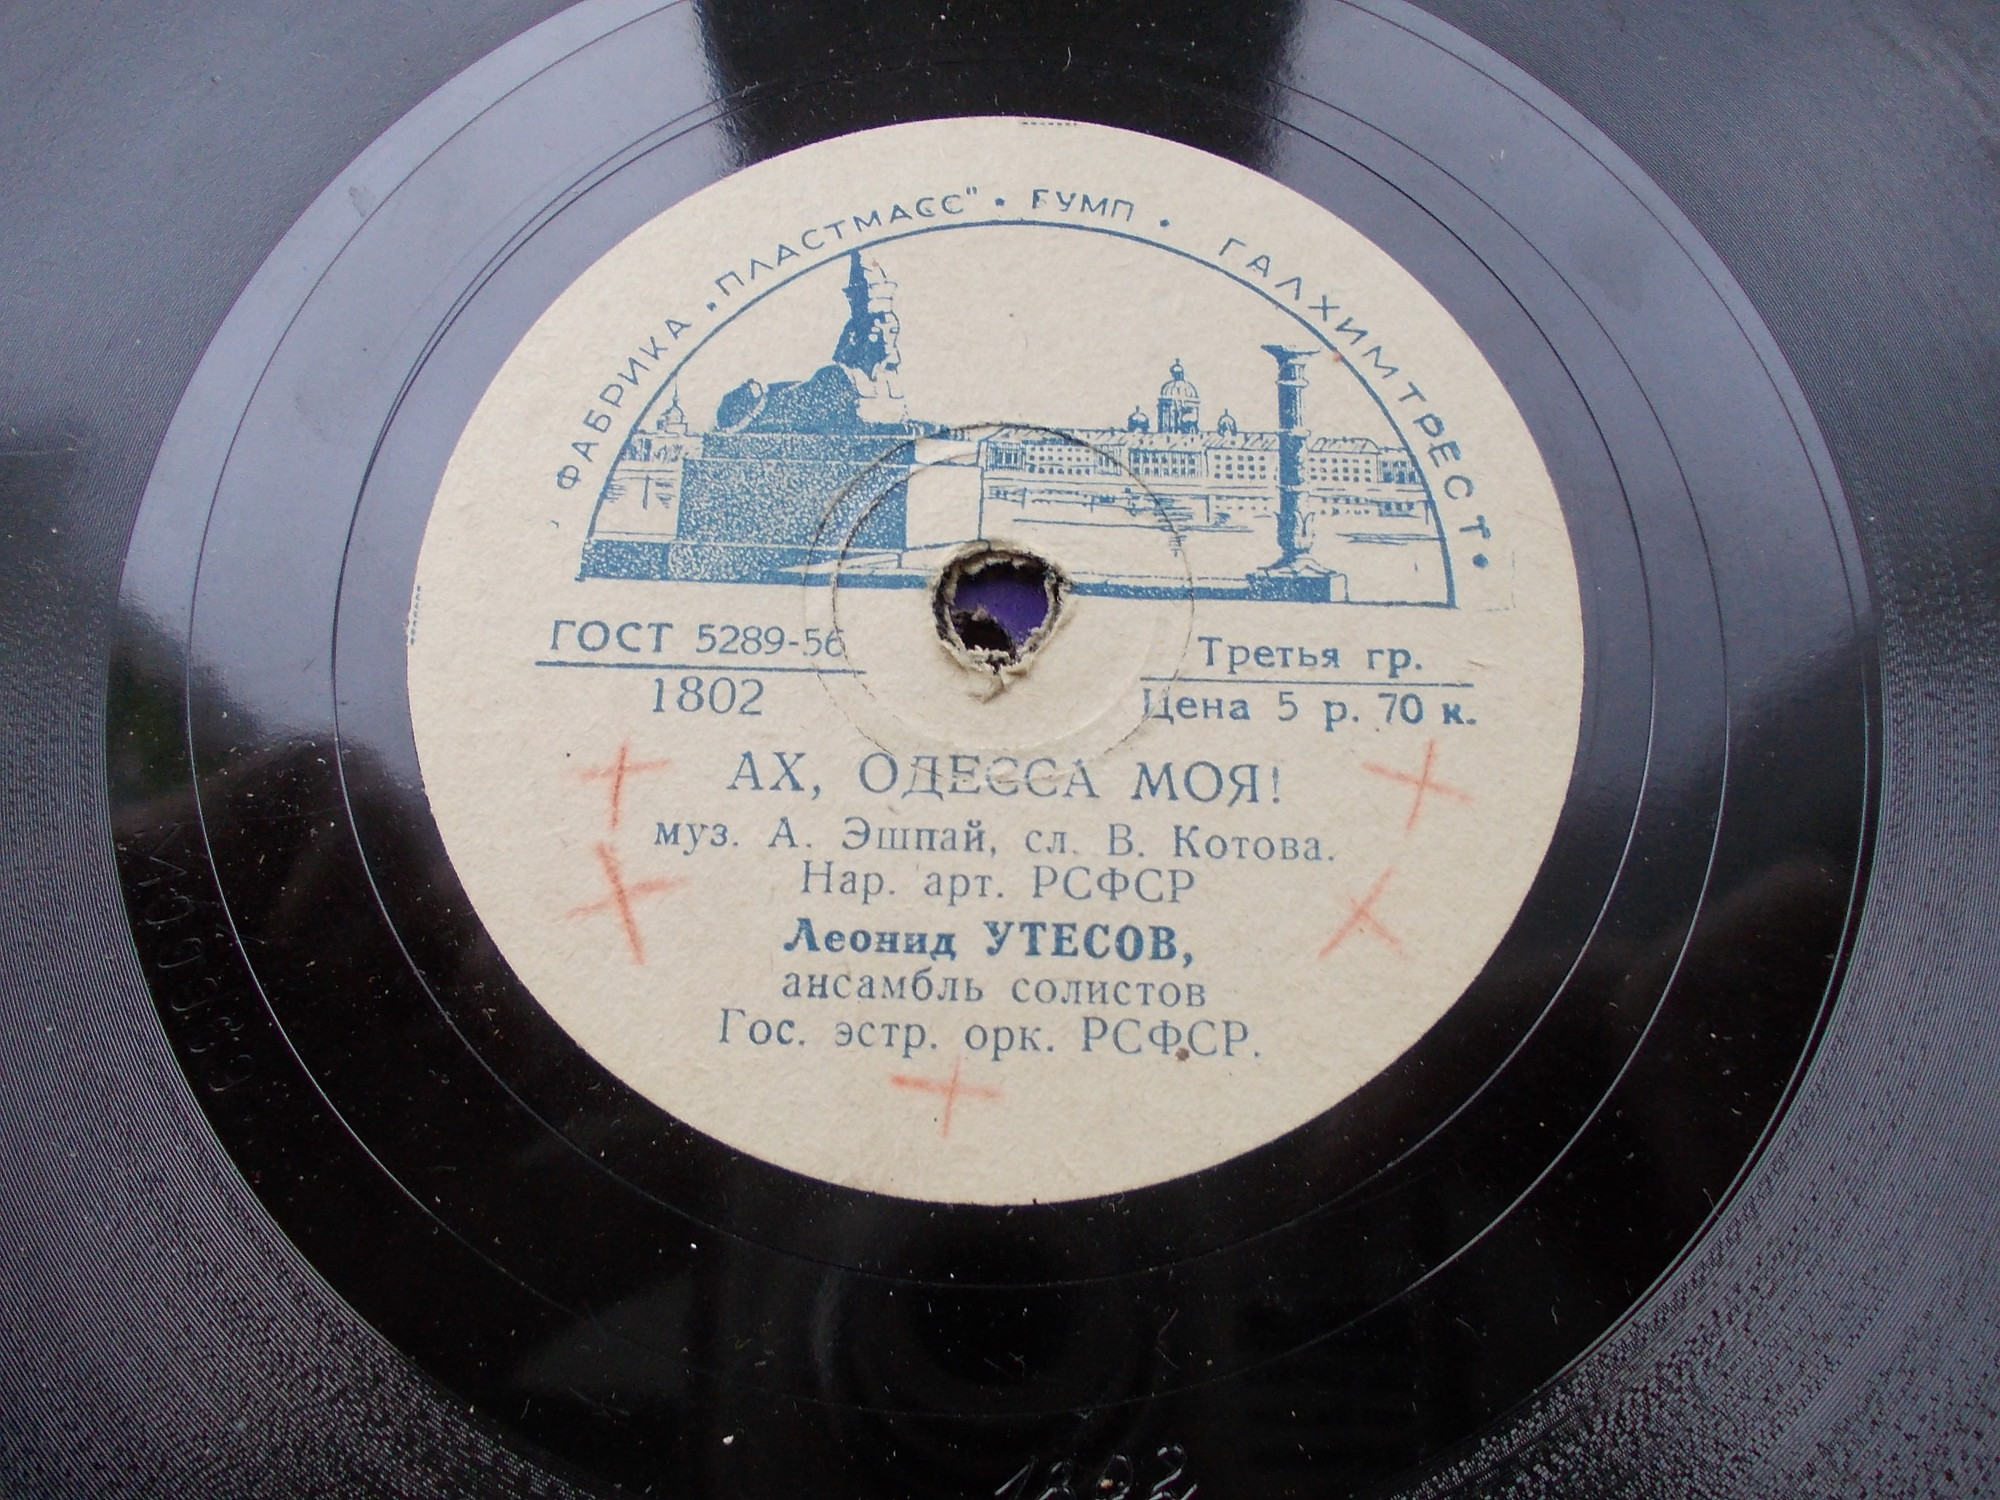 ФАБРИКА „ПЛАСТМАСС" • БУМП • ГАЛХИМТРЕСТ •
ГОСТ 5289-56
1802
Третья гр.
Цена 5 р. 70 к.
АХ, ОДЕССА МОЯ!
муз. А. Эшпай, сл. В. Котова.
Нар. арт. РСФСР
Леонид УТЕСОВ,
ансамбль солистов
Гос. эстр. орк. РСФСР.
1802